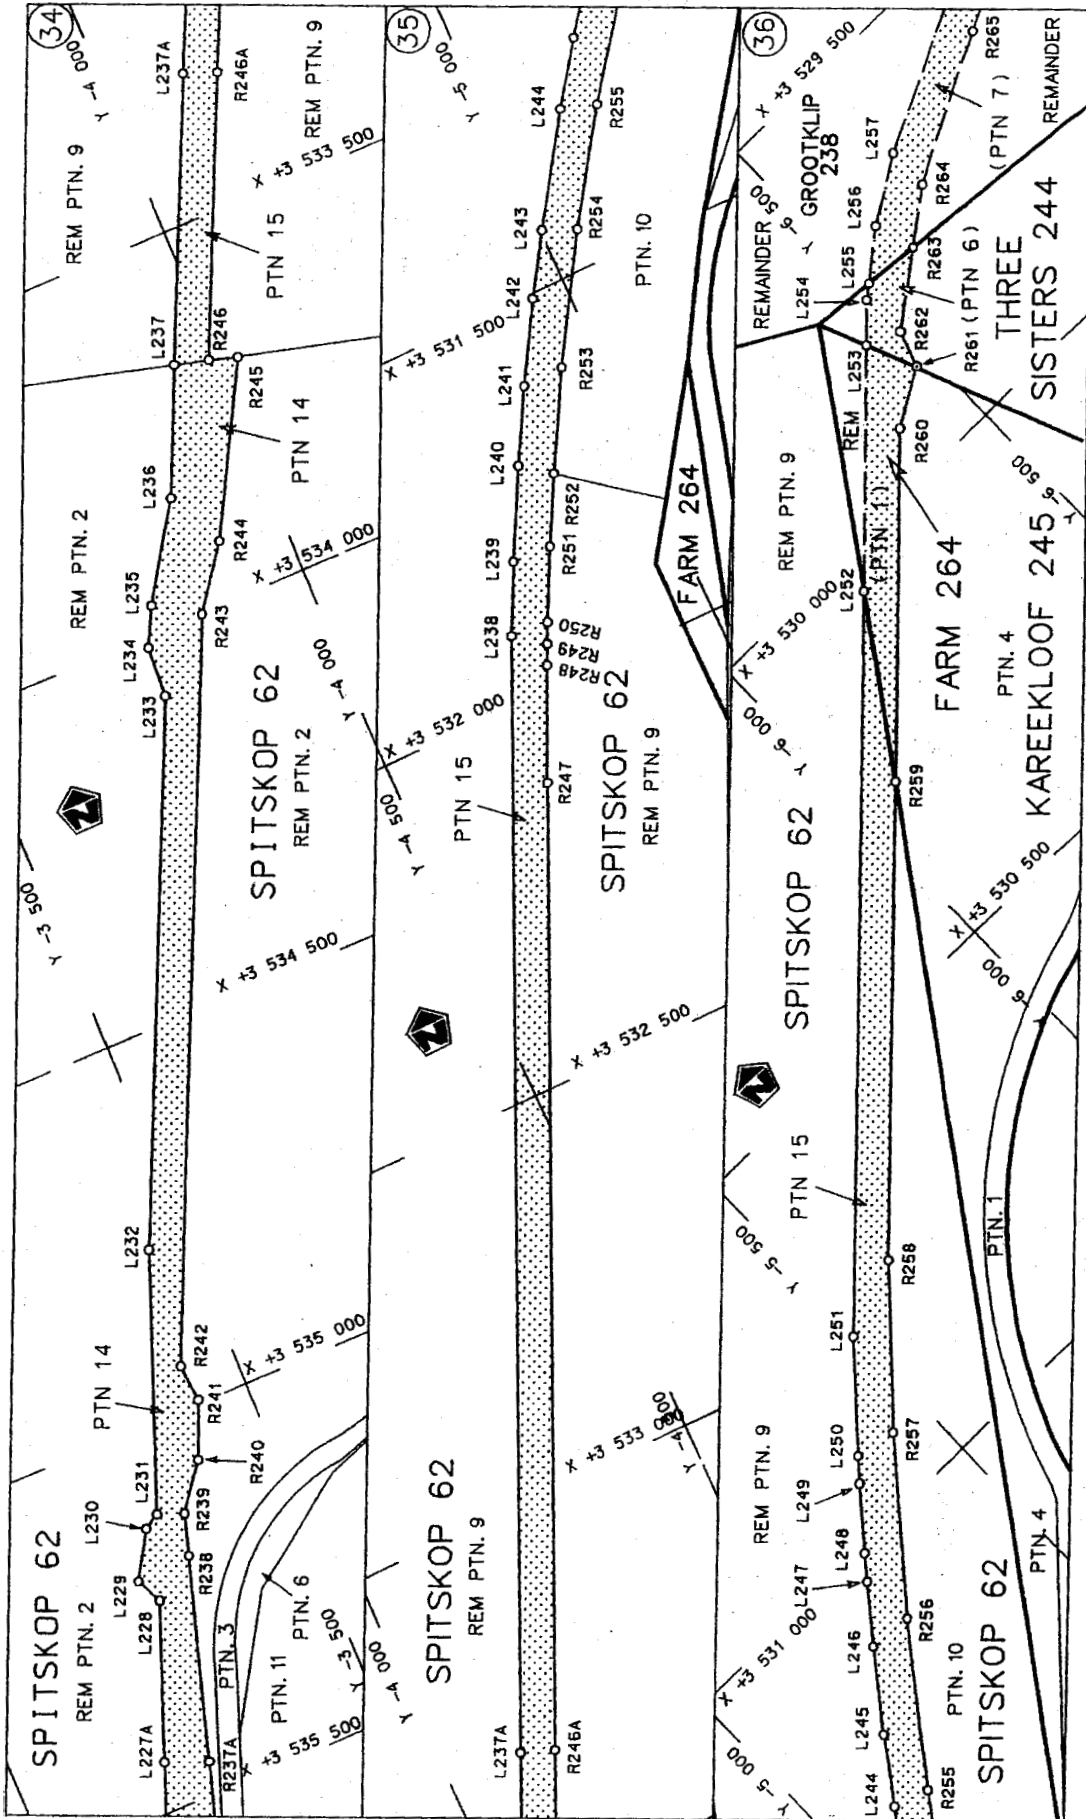 34
SPITSKOP 62
REM PTN. 2
L227A
L228
L229
L230
L231
PTN 14
L232
Y -3 500
L233
L234
L235
REM PTN. 2
L236
L237
REM PTN. 9
L237A
Y -4 000
R237A
R238
R239
R240
R241
R242
PTN. 3
PTN. 11
PTN. 6
Y -3 500
X +3 535 500
X +3 535 000
X +3 534 500
SPITSKOP 62
REM PTN. 2
R243
R244
Y -4 000
X +3 534 000
PTN 14
R245
R246
PTN 15
X +3 533 500
REM PTN. 9
R246A
35
Y -4 000
SPITSKOP 62
REM PTN. 9
L237A
R246A
X +3 533 000
X +3 532 500
Y -4 500
X +3 532 000
PTN 15
R247
R248
R249
R250
R251
R252
SPITSKOP 62
REM PTN. 9
L238
L239
L240
L241
L242
L243
L244
X +3 531 500
Y -5 000
R253
R254
R255
PTN. 10
FARM 264
36
Y -5 000
X +3 531 000
L244
L245
L246
L247
L248
L249
L250
L251
REM PTN. 9
Y -5 500
PTN 15
R255
R256
R257
R258
PTN. 10
SPITSKOP 62
PTN. 4
PTN. 1
SPITSKOP 62
Y -6 000
X +3 530 000
REM PTN. 9
L252
L253
L254
L255
L256
L257
REM
(PTN 1)
R259
R260
R261 (PTN 6)
R262
R263
R264
R265
(PTN 7)
REMAINDER
GROOTKLIP
238
Y -6 500
X +3 529 500
REMAINDER
THREE
SISTERS 244
FARM 264
PTN. 4
KAREEKLOOF 245
Y -6 500
X +3 530 500
Y -6 000